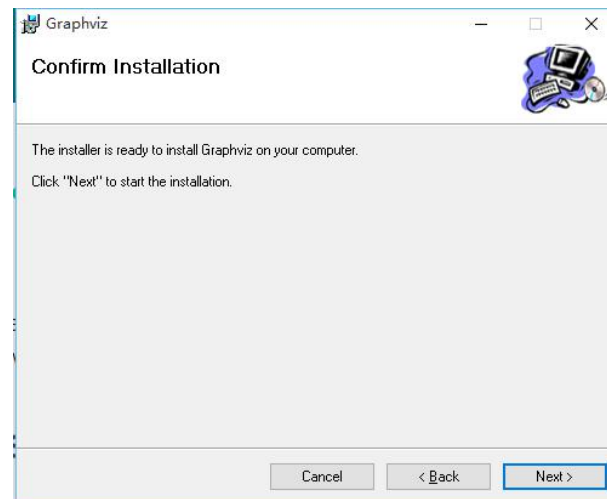 Graphviz
Confirm Installation
The installer is ready to install Graphviz on your computer.
Click "Next" to start the installation.
Cancel
< Back
Next >